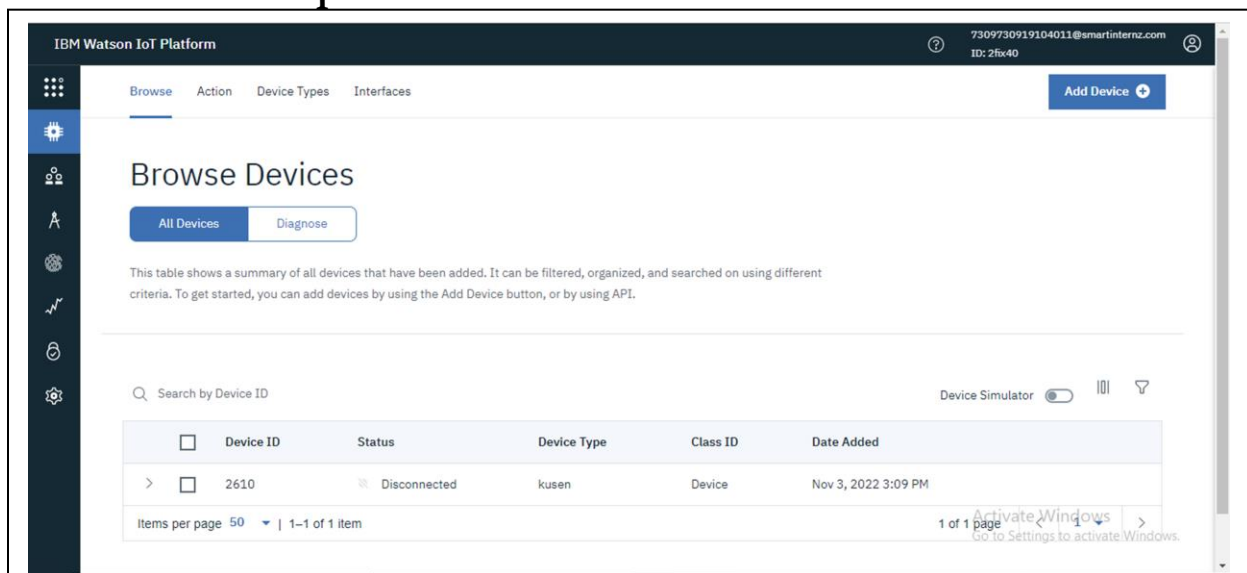 IBM Watson IoT Platform
7309730919104011@smartinternz.com
ID: 2fix40
Browse Action Device Types Interfaces
Add Device
Browse Devices
All Devices Diagnose
This table shows a summary of all devices that have been added. It can be filtered, organized, and searched on using different
criteria. To get started, you can add devices by using the Add Device button, or by using API.
Search by Device ID
Device Simulator
Device ID Status Device Type Class ID Date Added
2610 Disconnected kusen Device Nov 3, 2022 3:09 PM
Items per page 50 | 1–1 of 1 item
1 of 1 page 1
Activate Windows
Go to Settings to activate Windows.